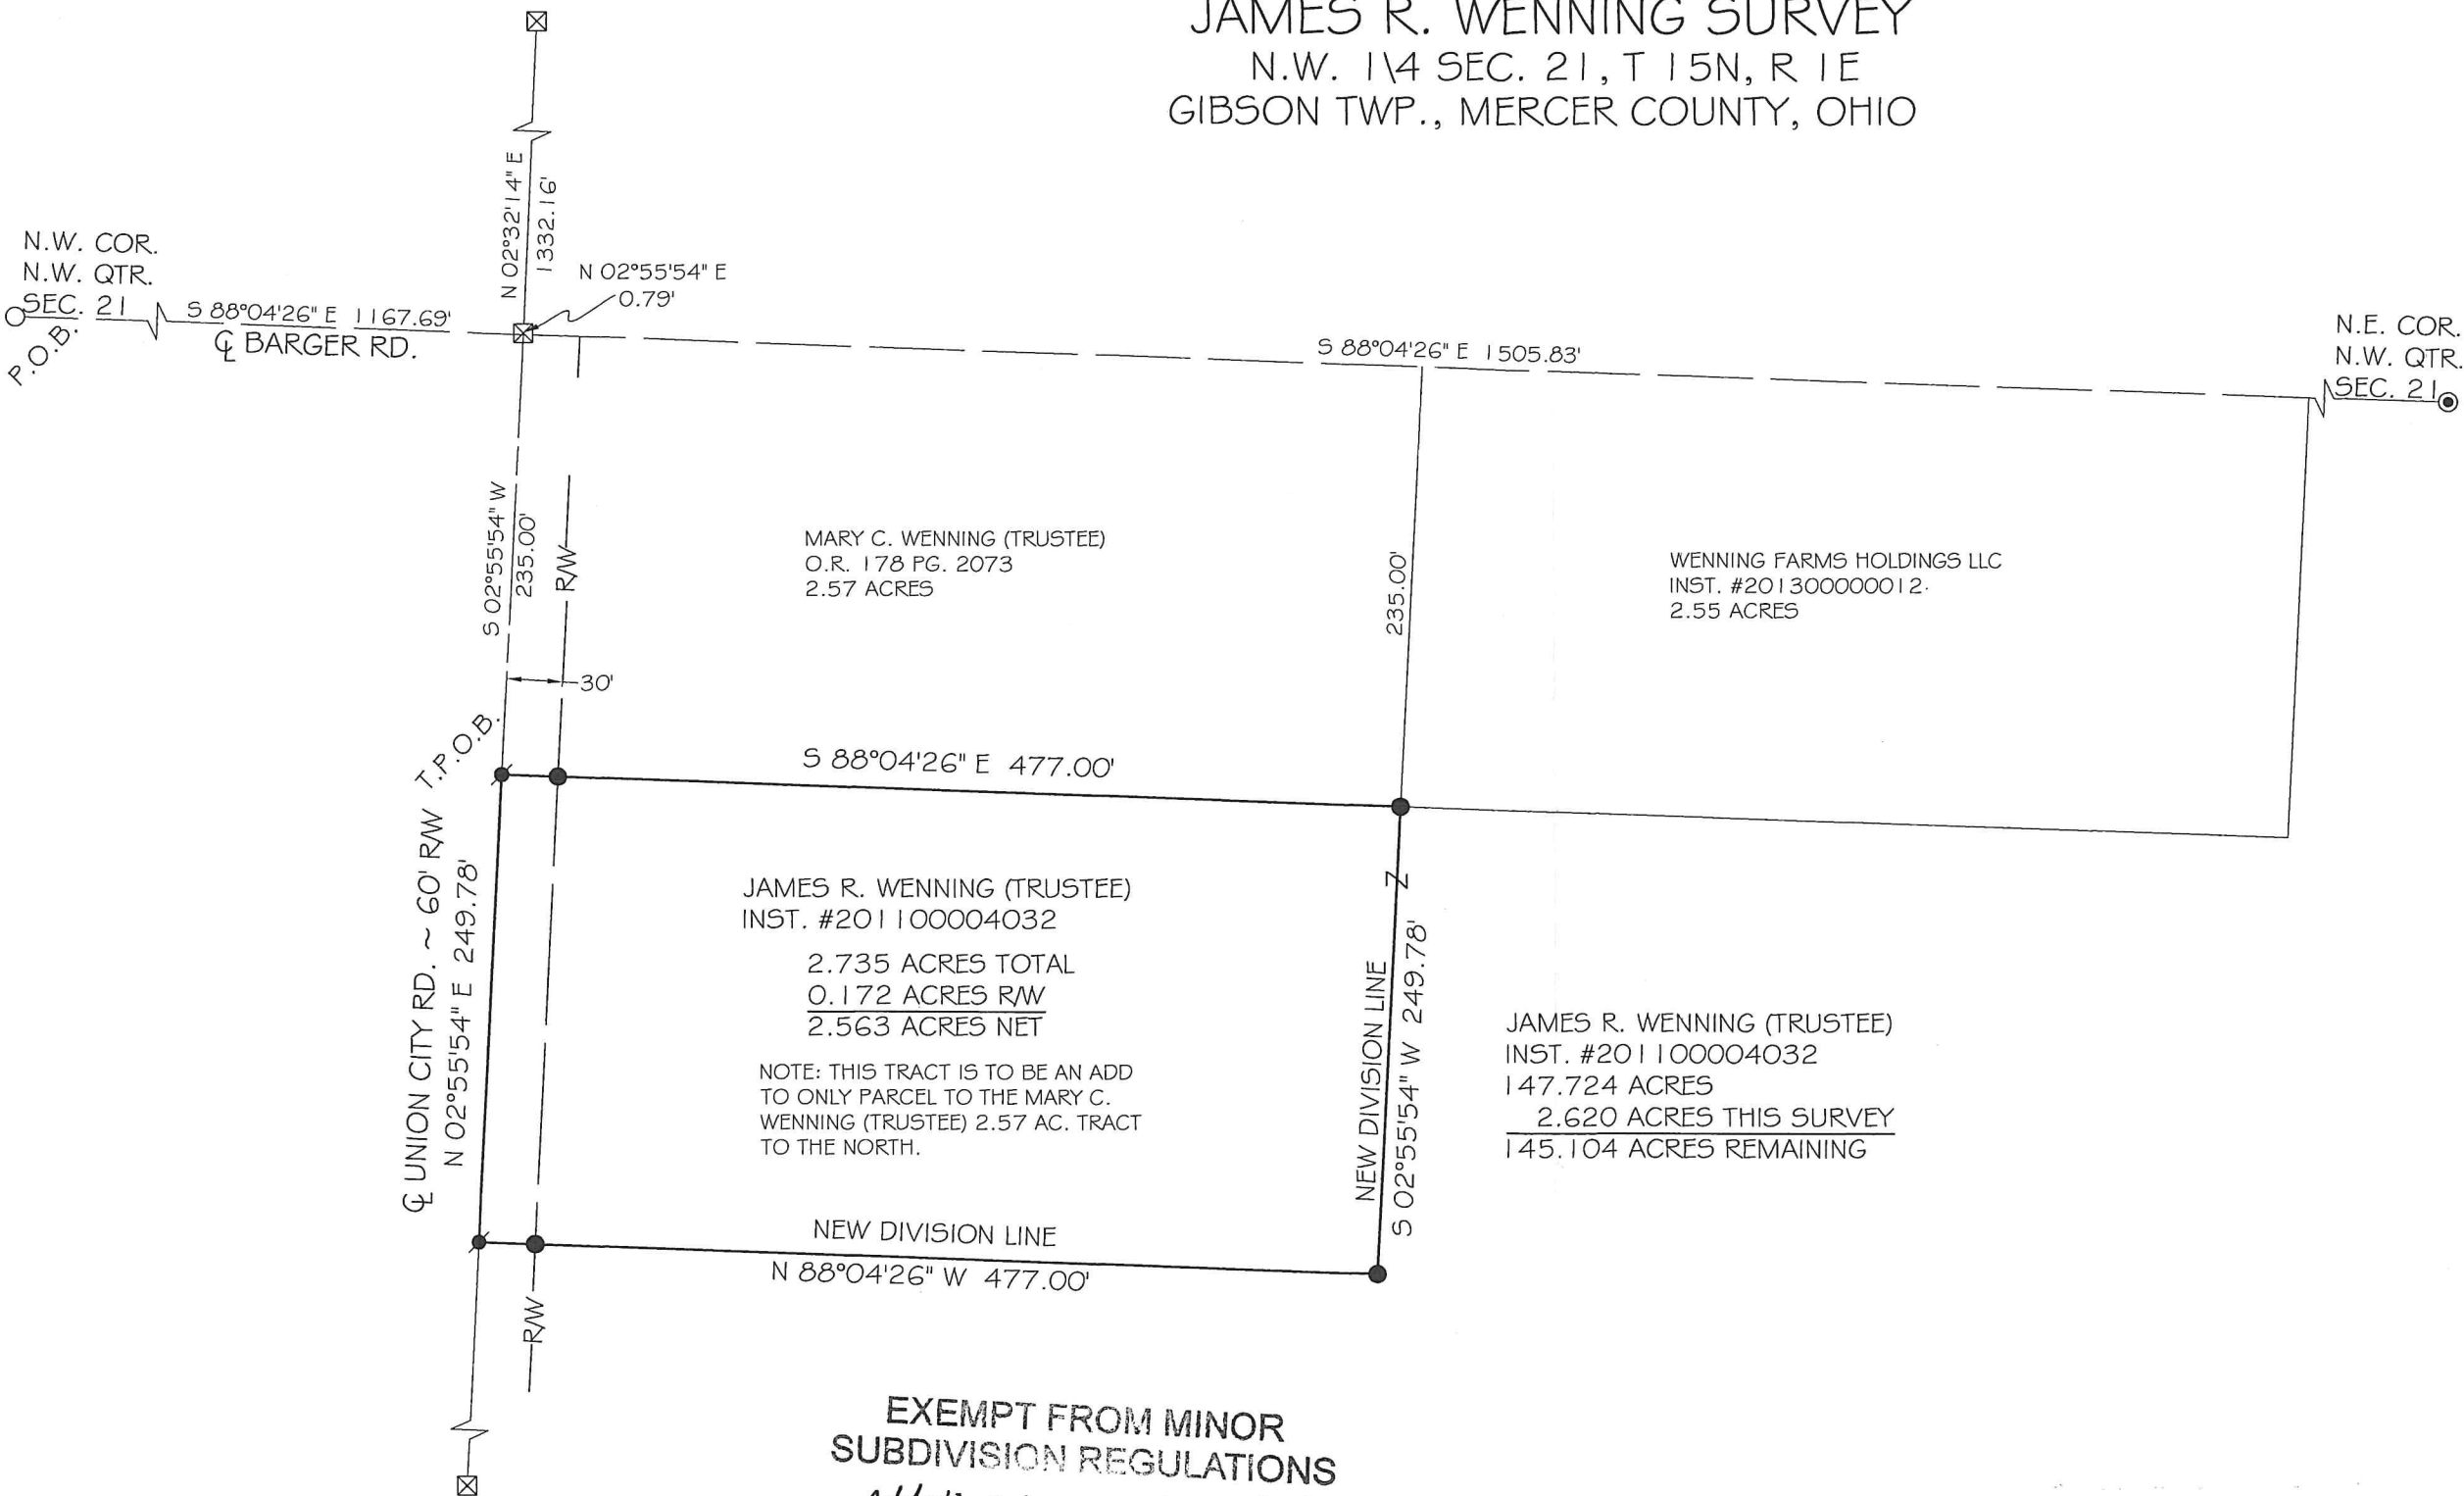 JAMES R. WENNING SURVEY
N.W. 1\4 SEC. 21, T 15N, R 1E
GIBSON TWP., MERCER COUNTY, OHIO
N 02°32'14" E
1332.16'
N.W. COR.
N.W. QTR.
SEC. 21
P.O.B.
S 88°04'26" E 1167.69'
℄ BARGER RD.
N 02°55'54" E
0.79'
S 88°04'26" E 1505.83'
N.E. COR.
N.W. QTR.
SEC. 21
S 02°55'54" W
235.00'
R/W
30'
MARY C. WENNING (TRUSTEE)
O.R. 178 PG. 2073
2.57 ACRES
235.00'
WENNING FARMS HOLDINGS LLC
INST. #201300000012
2.55 ACRES
T.P.O.B.
S 88°04'26" E 477.00'
℄ UNION CITY RD. ~ 60' R/W
N 02°55'54" E 249.78'
JAMES R. WENNING (TRUSTEE)
INST. #201100004032
2.735 ACRES TOTAL
0.172 ACRES R/W
2.563 ACRES NET
NOTE: THIS TRACT IS TO BE AN ADD
TO ONLY PARCEL TO THE MARY C.
WENNING (TRUSTEE) 2.57 AC. TRACT
TO THE NORTH.
NEW DIVISION LINE
S 02°55'54" W 249.78'
Z
JAMES R. WENNING (TRUSTEE)
INST. #201100004032
147.724 ACRES
2.620 ACRES THIS SURVEY
145.104 ACRES REMAINING
NEW DIVISION LINE
N 88°04'26" W 477.00'
R/W
EXEMPT FROM MINOR
SUBDIVISION REGULATIONS